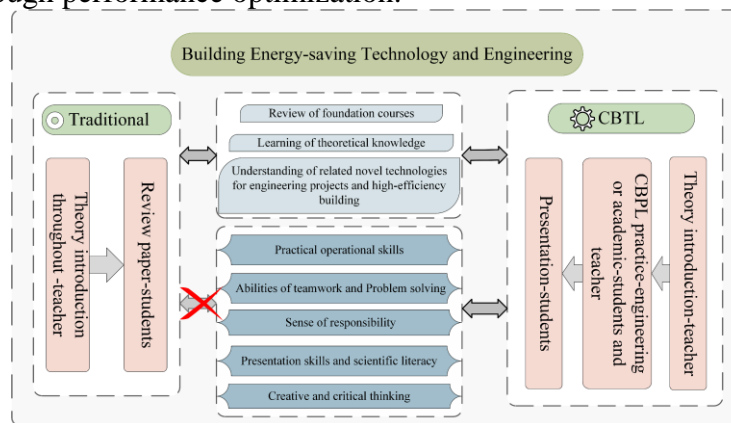 ough performance optimization.
Building Energy-saving Technology and Engineering
Traditional
Theory introduction
throughout -teacher
Review paper-students
Review of foundation courses
Learning of theoretical knowledge
Understanding of related novel technologies
for engineering projects and high-efficiency
building
Practical operational skills
Abilities of teamwork and Problem solving
Sense of responsibility
Presentation skills and scientific literacy
Creative and critical thinking
CBTL
Presentation-students
CBPL practice-engineering
or academic-students and
teacher
Theory introduction-teacher